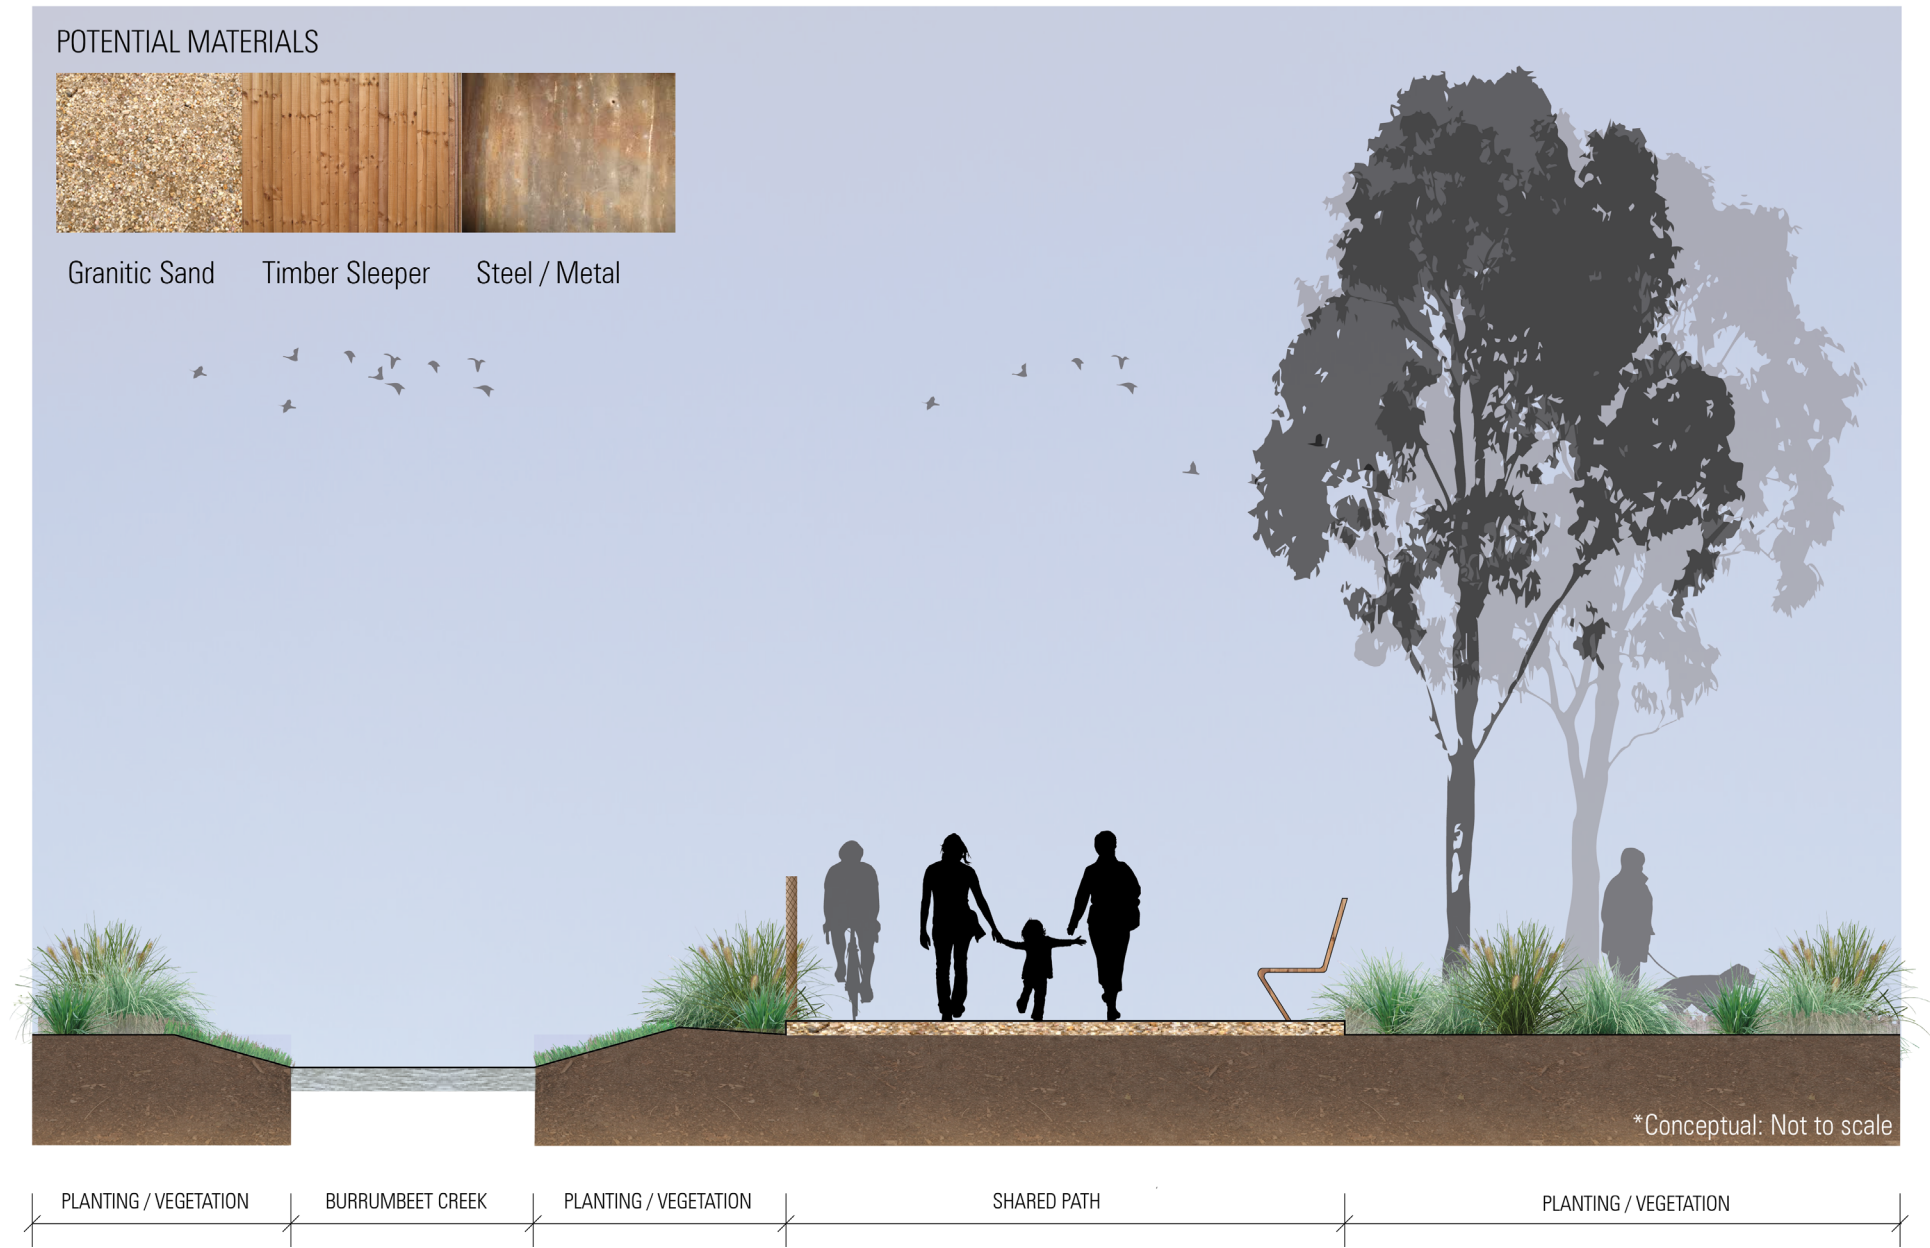 POTENTIAL MATERIALS
Granitic Sand
Timber Sleeper
Steel / Metal
*Conceptual: Not to scale
PLANTING / VEGETATION
BURRUMBEET CREEK
PLANTING / VEGETATION
SHARED PATH
PLANTING / VEGETATION